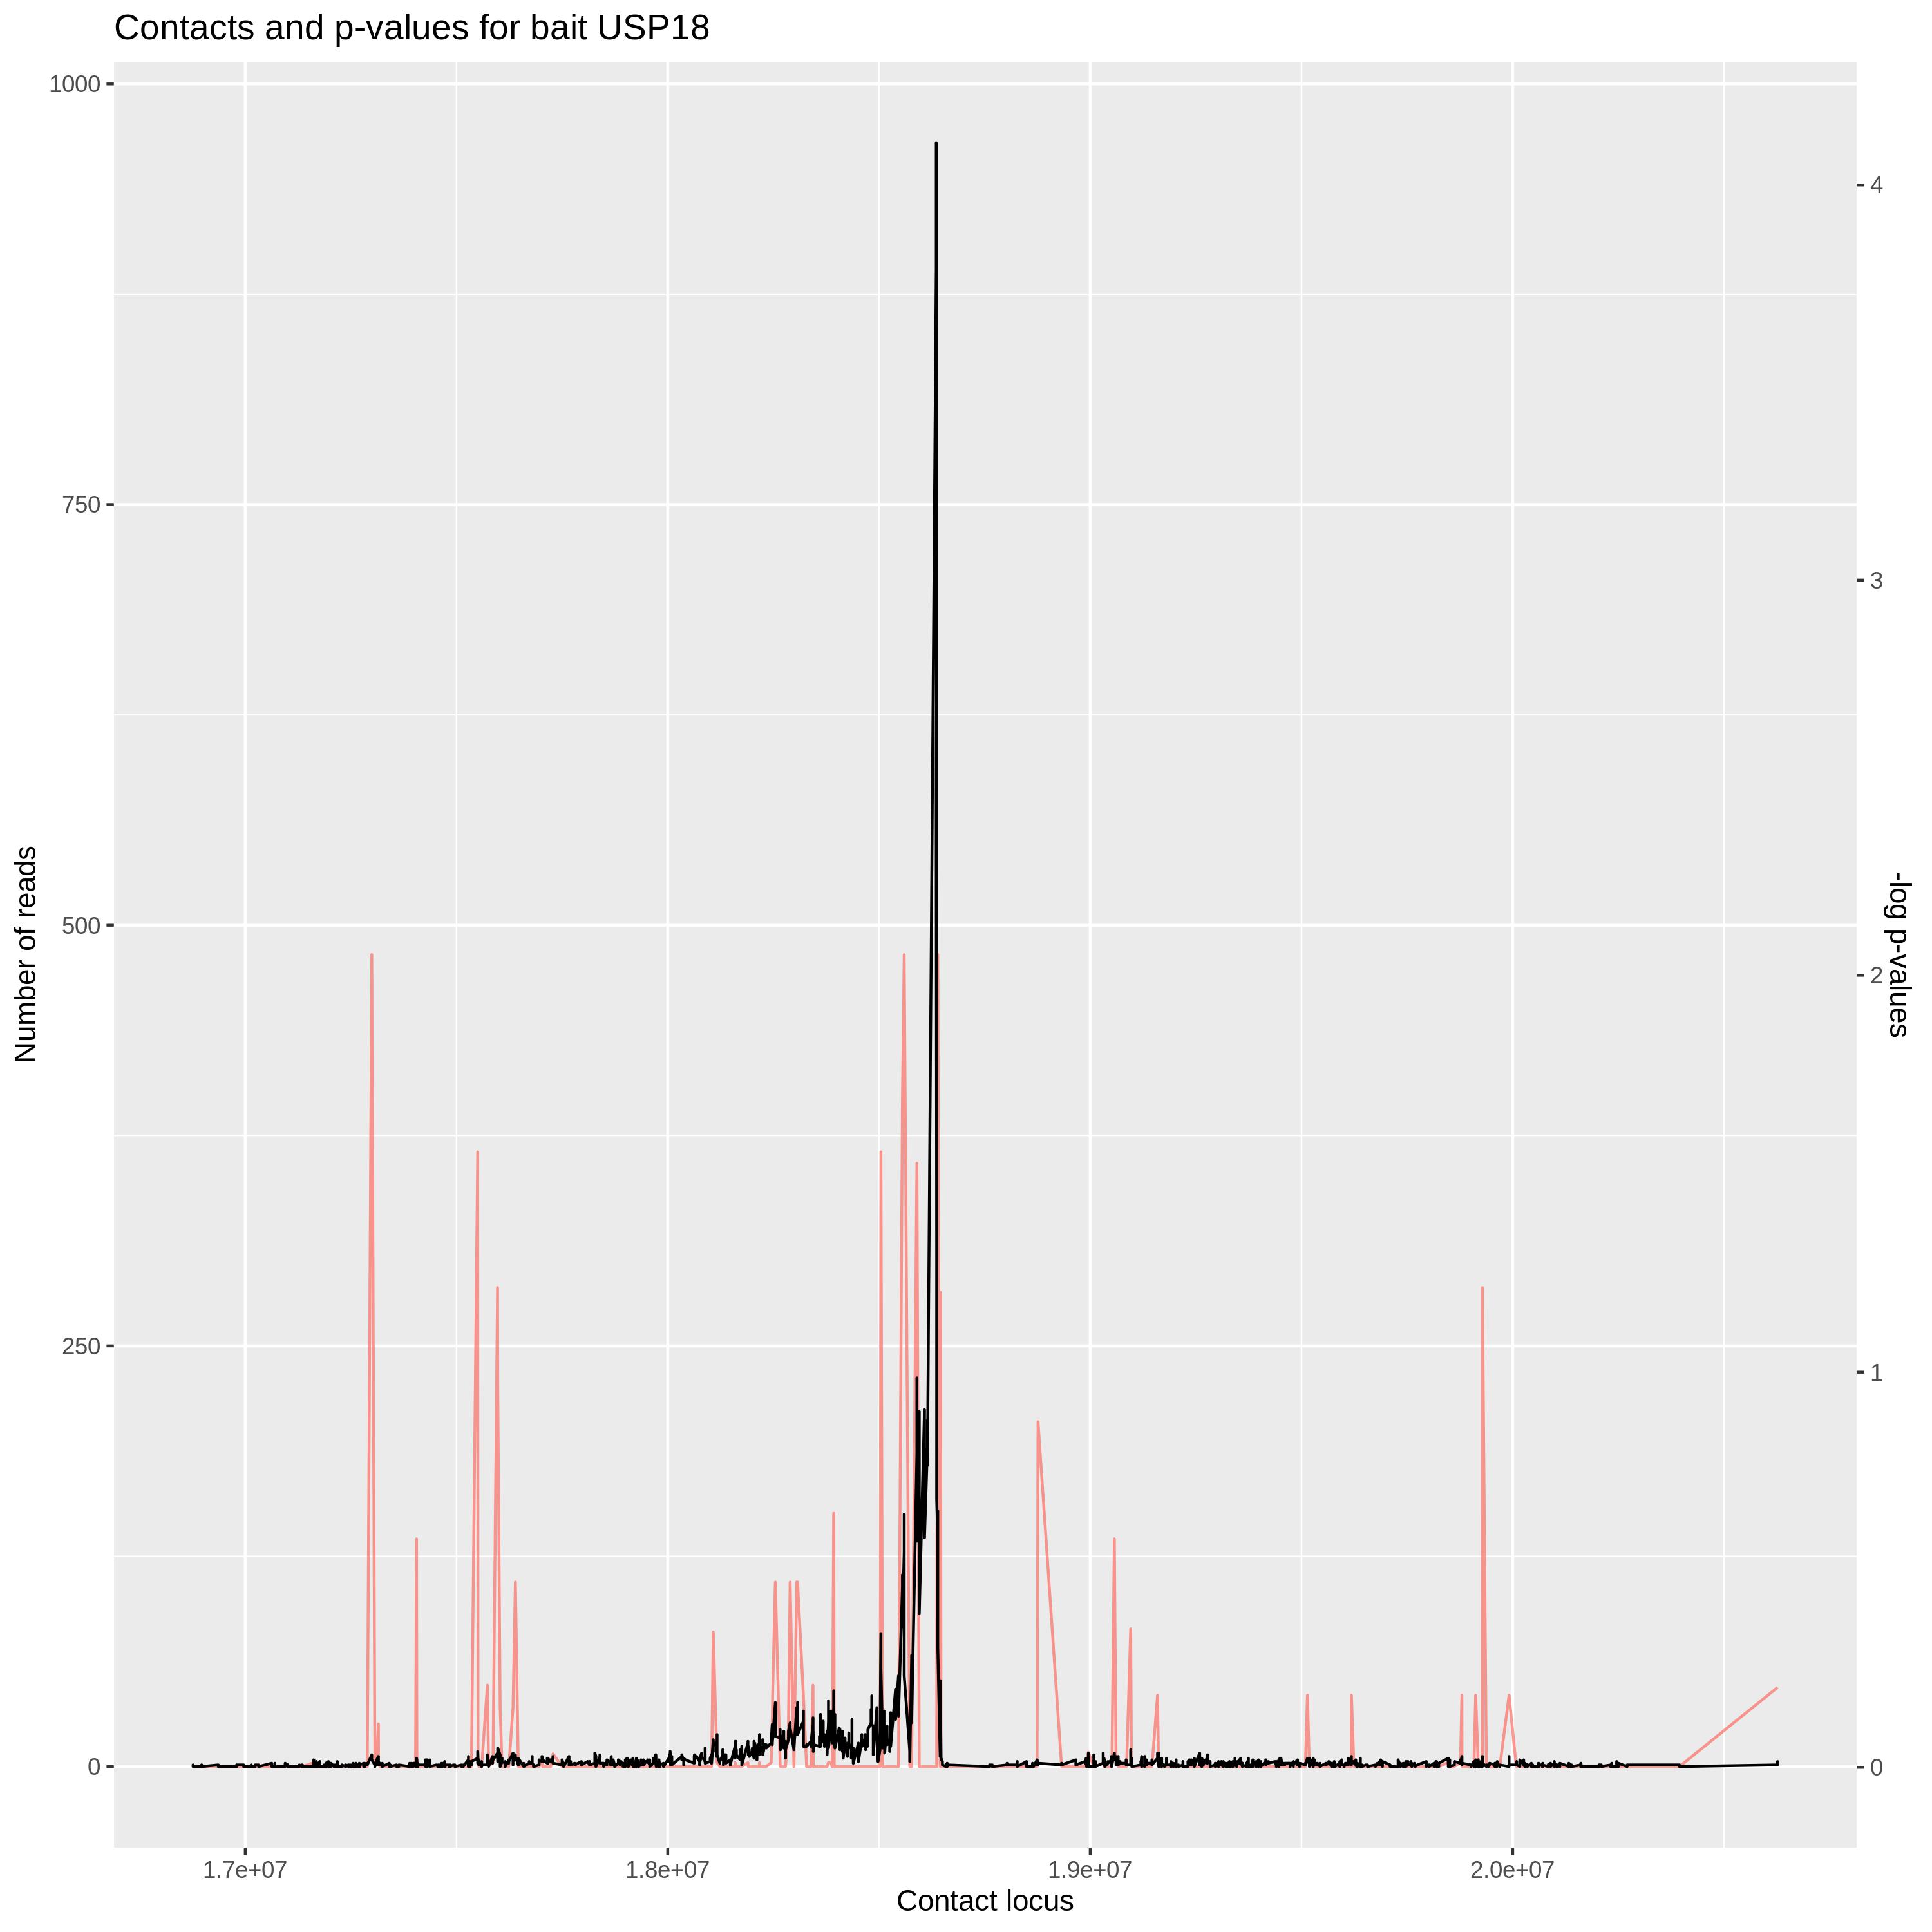 Contacts and p-values for bait USP18
1000
750
500
250
0
Number of reads
4
3
2
1
0
-log p-values
1.7e+07 1.8e+07 1.9e+07 2.0e+07
Contact locus